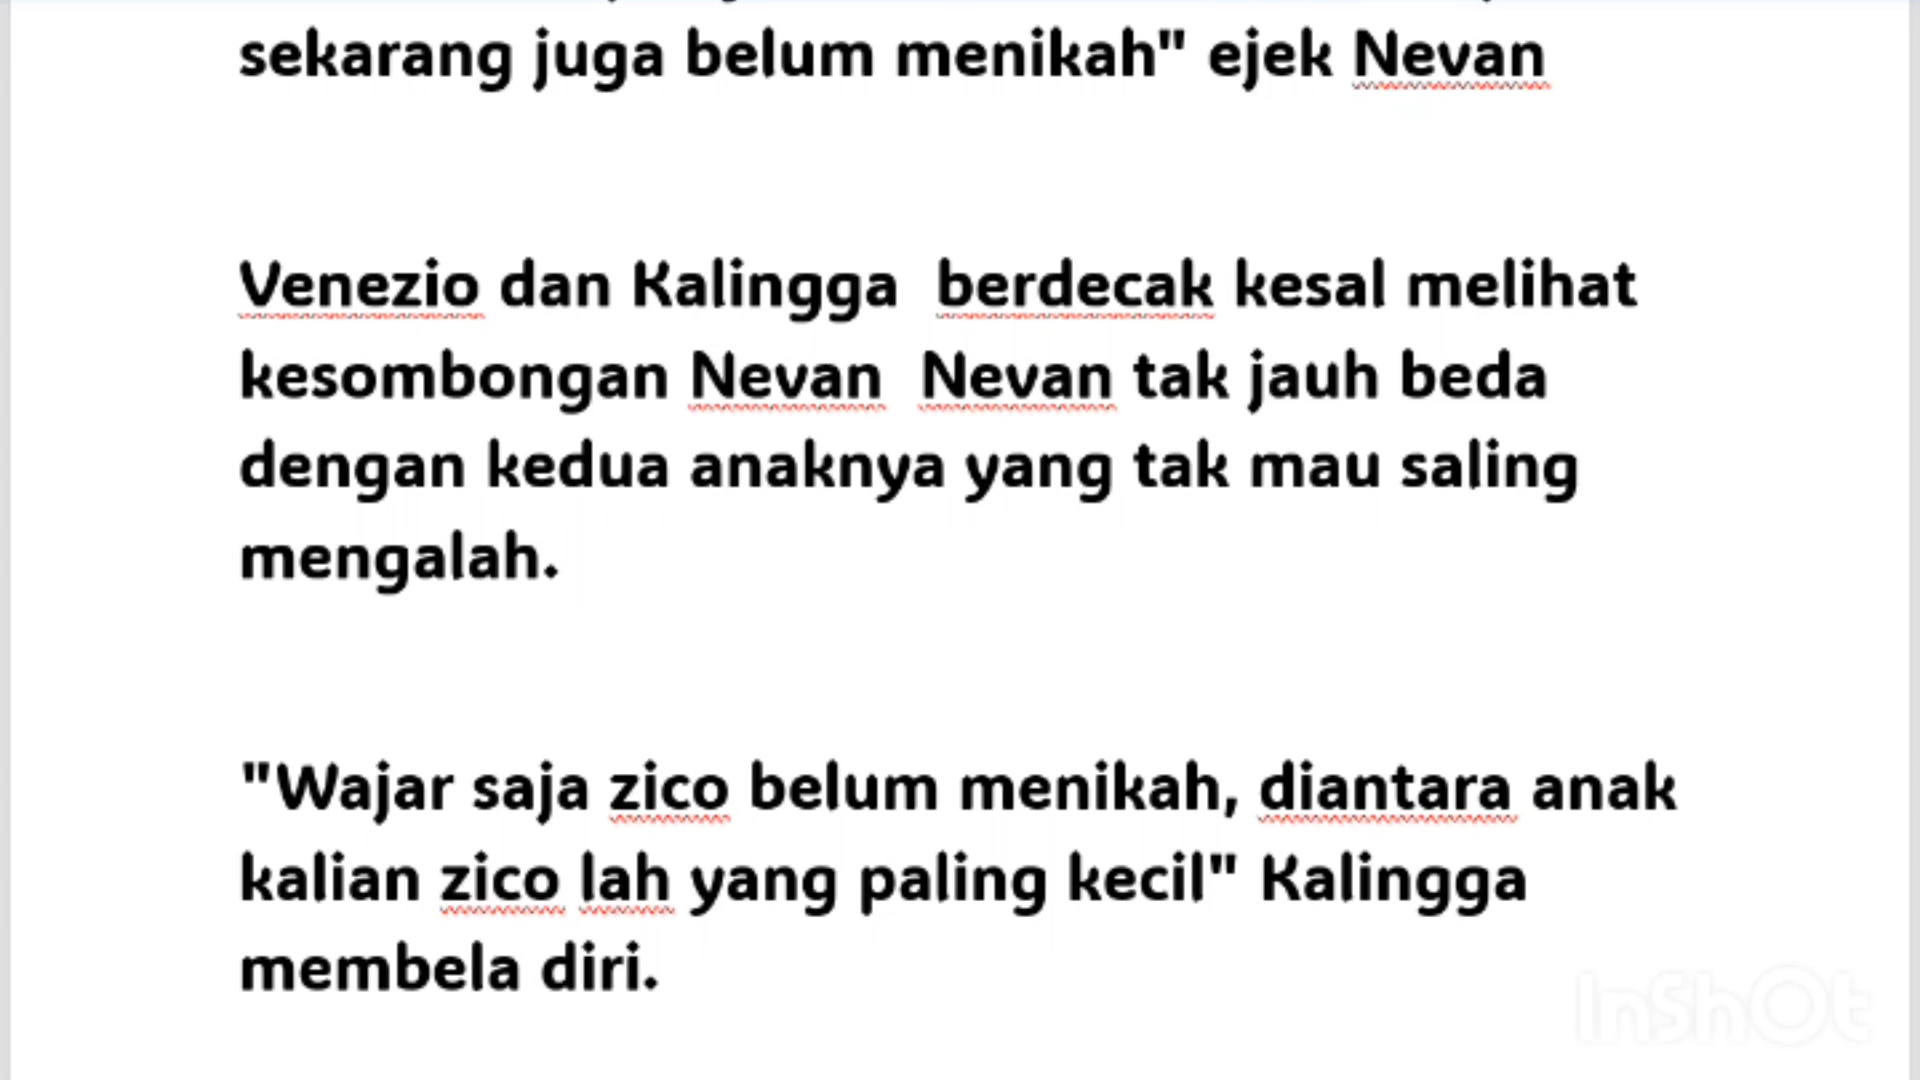 sekarang juga belum menikah" ejek Nevan
Venezio dan Kalingga  berdecak kesal melihat
kesombongan Nevan  Nevan tak jauh beda
dengan kedua anaknya yang tak mau saling
mengalah.
"Wajar saja zico belum menikah, diantara anak
kalian zico lah yang paling kecil" Kalingga
membela diri.
InShOt